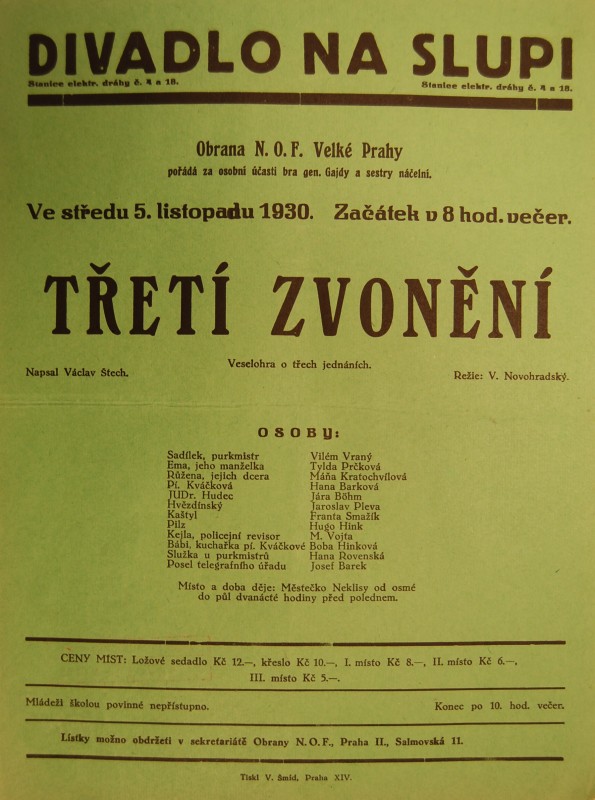 DIVADLO NA SLUPI
Stanice elektr. dráhy č. 4 a 18. Stanice elektr. dráhy č. 4 a 18.
Obrana N. O. F. Velké Prahy
pořádá za osobní účasti bra gen. Gajdy a sestry náčelní.
Ve středu 5. listopadu 1930. Začátek v 8 hod. večer.
TŘETÍ ZVONĚNÍ
Veselohra o třech jednáních.
Napsal Václav Štech. Režie: V. Novohradský.
OSOBY:
Sadílek, purkmistr Vilém Vraný
Ema, jeho manželka Tylda Prčková
Růžena, jejich dcera Máňa Kratochvílová
Pí. Kváčková Hana Barková
JUDr. Hudec Jára Böhm
Hvězdínský Jaroslav Pleva
Kaštyl Franta Smažík
Pilz Hugo Hink
Kejla, policejní revisor M. Vojta
Bábi, kuchařka pí. Kváčkové Boba Hinková
Služka u purkmistrů Hana Rovenská
Posel telegrafního úřadu Josef Barek
Místo a doba děje: Městečko Neklisy od osmé
do půl dvanácté hodiny před polednem.
CENY MÍST: Ložové sedadlo Kč 12.—, křeslo Kč 10.—, I. místo Kč 8.—, II. místo Kč 6.—,
III. místo Kč 5.—.
Mládeži školou povinné nepřístupno. Konec po 10. hod. večer.
Lístky možno obdržeti v sekretariátě Obrany N. O. F., Praha II., Salmovská 11.
Tiskl V. Šmíd, Praha XIV.